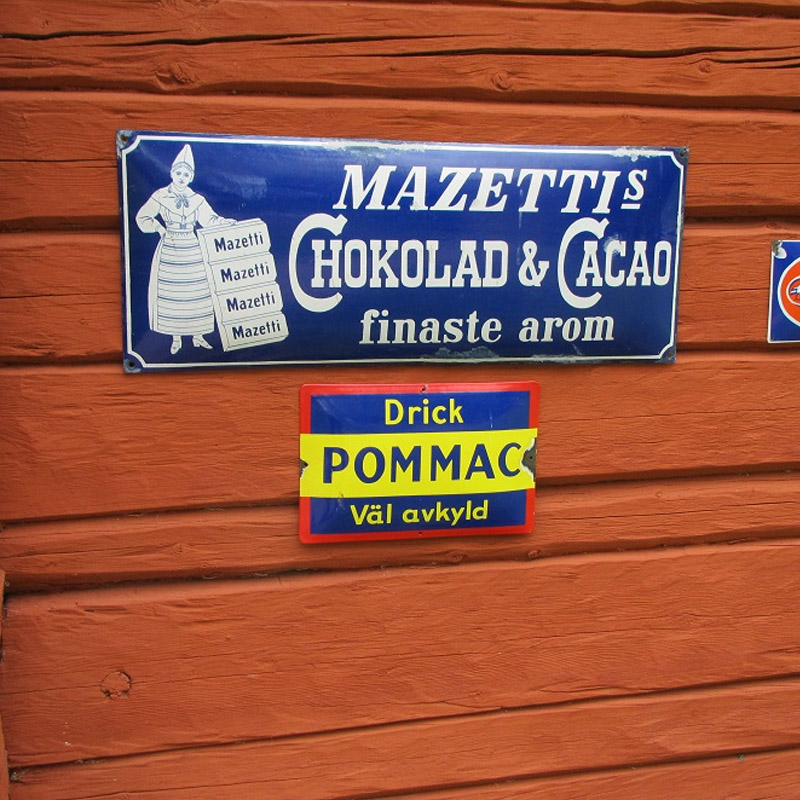 MAZETTIS
CHOKOLAD & CACAO
finaste arom
Mazetti
Mazetti
Mazetti
Mazetti
Drick
POMMAC
Väl avkyld